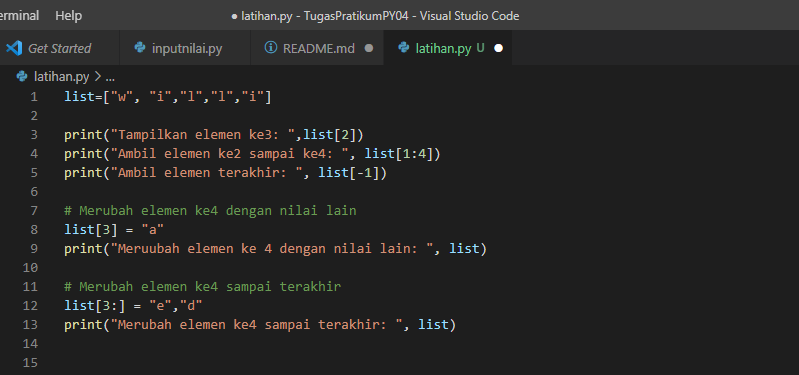 erminal Help ● latihan.py - TugasPratikumPY04 - Visual Studio Code
Get Started inputnilai.py README.md ● latihan.py U ●
latihan.py > ...
1 list=["w", "i","l","l","i"]
2
3 print("Tampilkan elemen ke3: ",list[2])
4 print("Ambil elemen ke2 sampai ke4: ", list[1:4])
5 print("Ambil elemen terakhir: ", list[-1])
6
7 # Merubah elemen ke4 dengan nilai lain
8 list[3] = "a"
9 print("Meruubah elemen ke 4 dengan nilai lain: ", list)
10
11 # Merubah elemen ke4 sampai terakhir
12 list[3:] = "e","d"
13 print("Merubah elemen ke4 sampai terakhir: ", list)
14
15